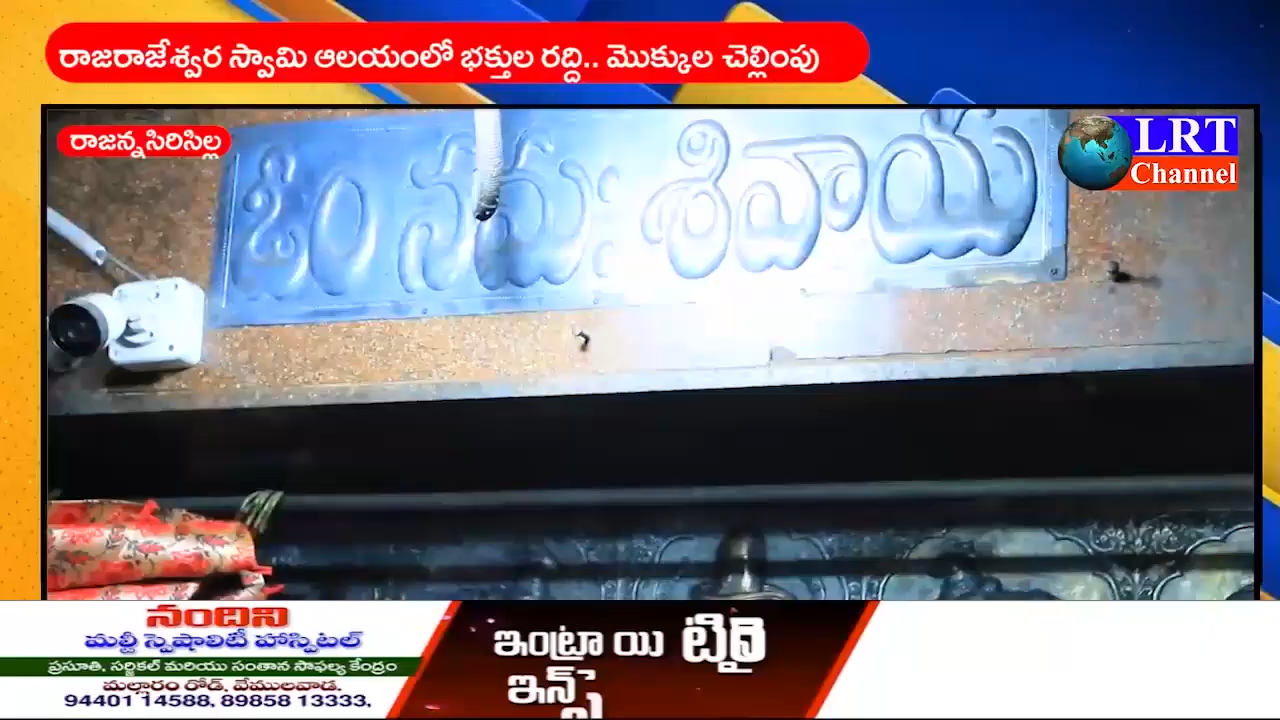 రాజరాజేశ్వర స్వామి ఆలయంలో భక్తుల రద్ది.. మొక్కుల చెల్లింపు
రాజన్నసిరిసిల్ల
LRT
Channel
ఓం నమః శివాయ
నందిని
మల్టీ స్పెషాలిటీ హాస్పిటల్
ప్రసూతి, సర్జికల్ మరియు సంతాన సాఫల్య కేంద్రం
మల్లారం రోడ్, వేములవాడ.
94401 14588, 89858 13333,
ఇంట్రా యి
ఇన్ఫె